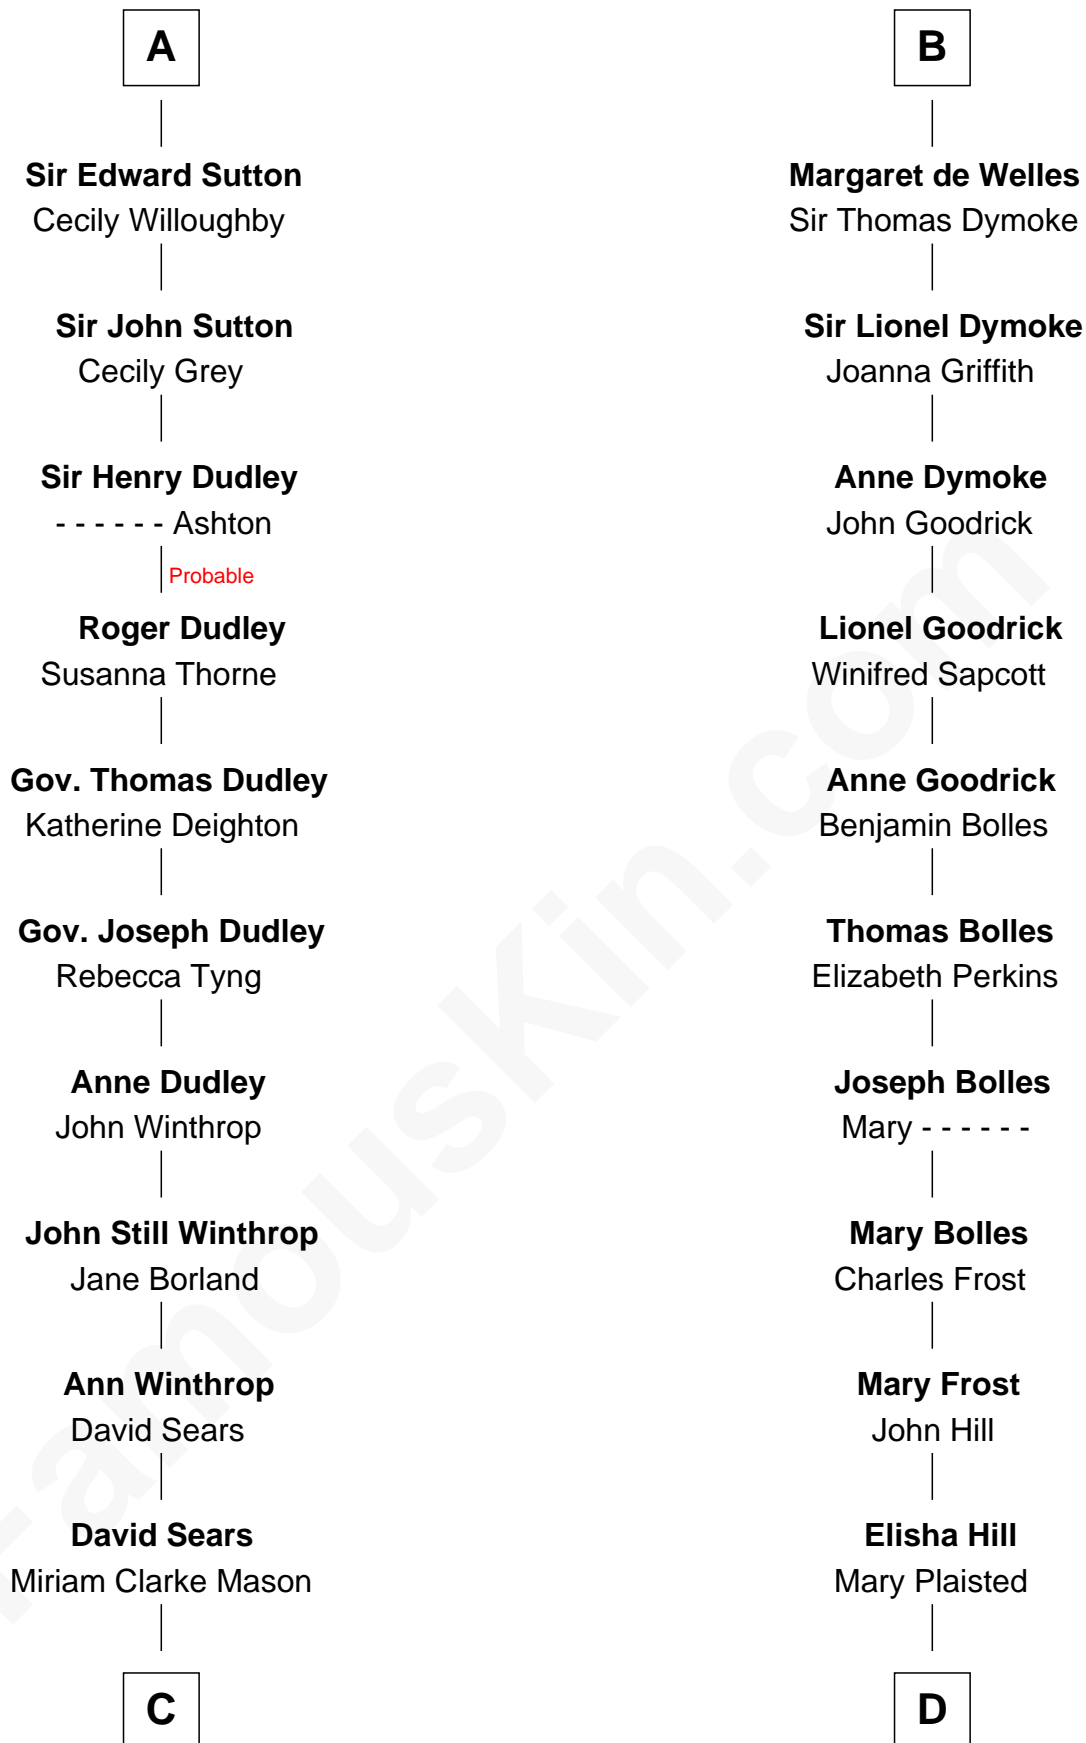 A
Sir Edward Sutton
Cecily Willoughby
Sir John Sutton
Cecily Grey
Sir Henry Dudley
- - - - - - Ashton
Probable
Roger Dudley
Susanna Thorne
Gov. Thomas Dudley
Katherine Deighton
Gov. Joseph Dudley
Rebecca Tyng
Anne Dudley
John Winthrop
John Still Winthrop
Jane Borland
Ann Winthrop
David Sears
David Sears
Miriam Clarke Mason
C
B
Margaret de Welles
Sir Thomas Dymoke
Sir Lionel Dymoke
Joanna Griffith
Anne Dymoke
John Goodrick
Lionel Goodrick
Winifred Sapcott
Anne Goodrick
Benjamin Bolles
Thomas Bolles
Elizabeth Perkins
Joseph Bolles
Mary - - - - - -
Mary Bolles
Charles Frost
Mary Frost
John Hill
Elisha Hill
Mary Plaisted
D
FamousKin.com